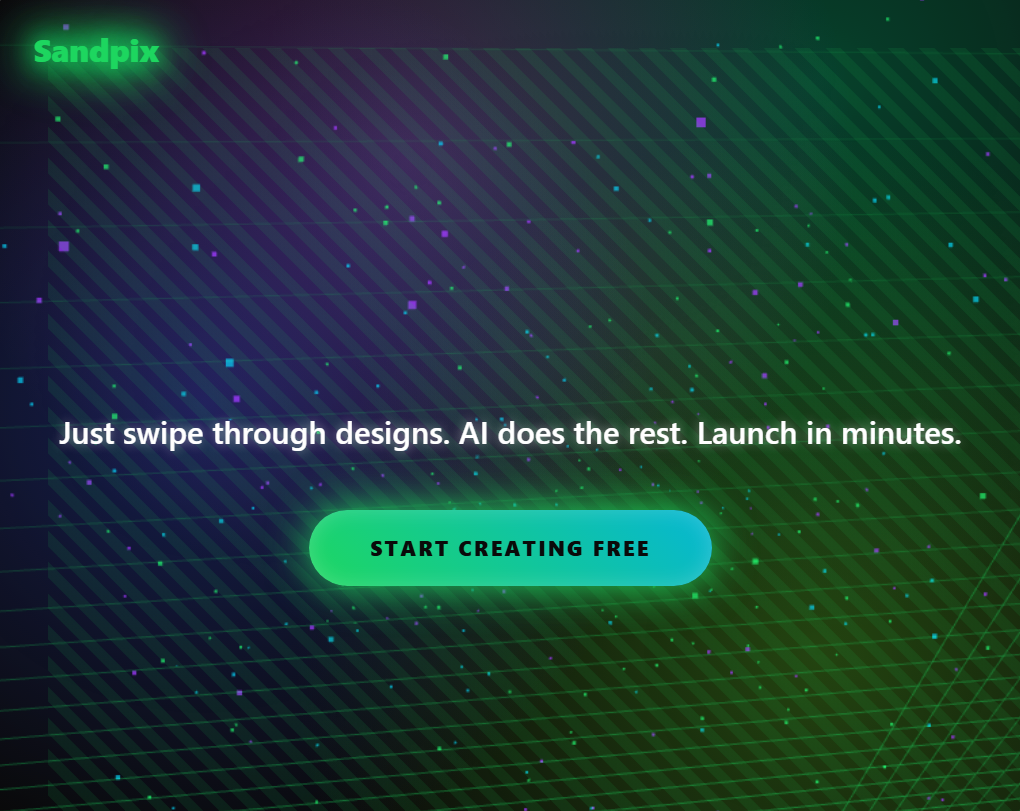 Sandpix
Just swipe through designs. AI does the rest. Launch in minutes.
START CREATING FREE